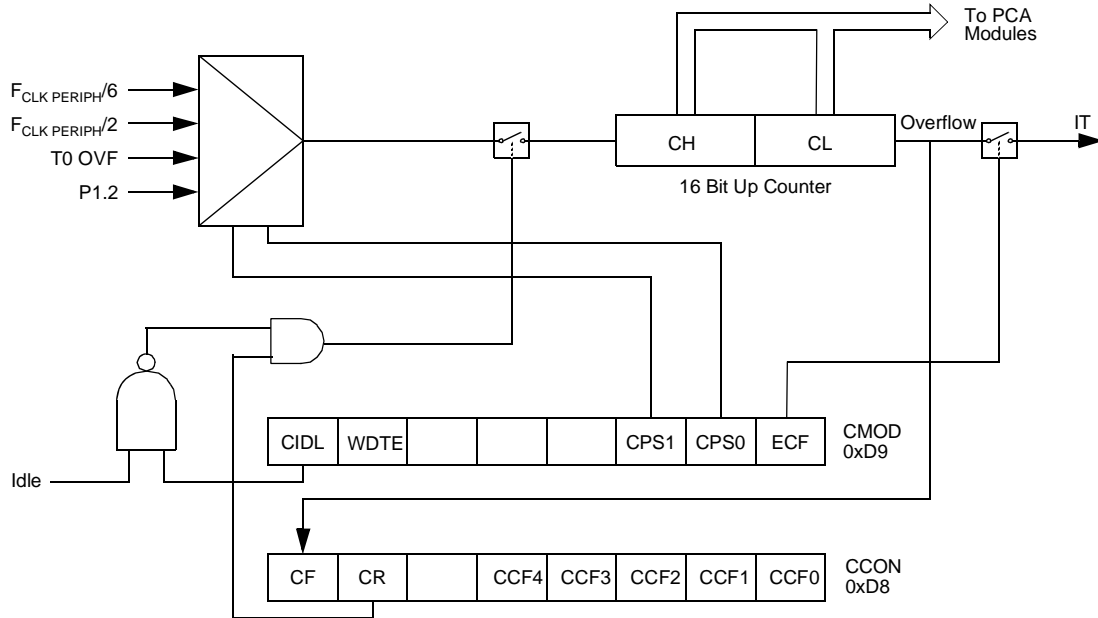 To PCA
Modules
FCLK PERIPH/6
FCLK PERIPH/2
T0 OVF
P1.2
CH
CL
Overflow
IT
16 Bit Up Counter
CIDL
WDTE
CPS1
CPS0
ECF
CMOD
0xD9
Idle
CF
CR
CCF4
CCF3
CCF2
CCF1
CCF0
CCON
0xD8